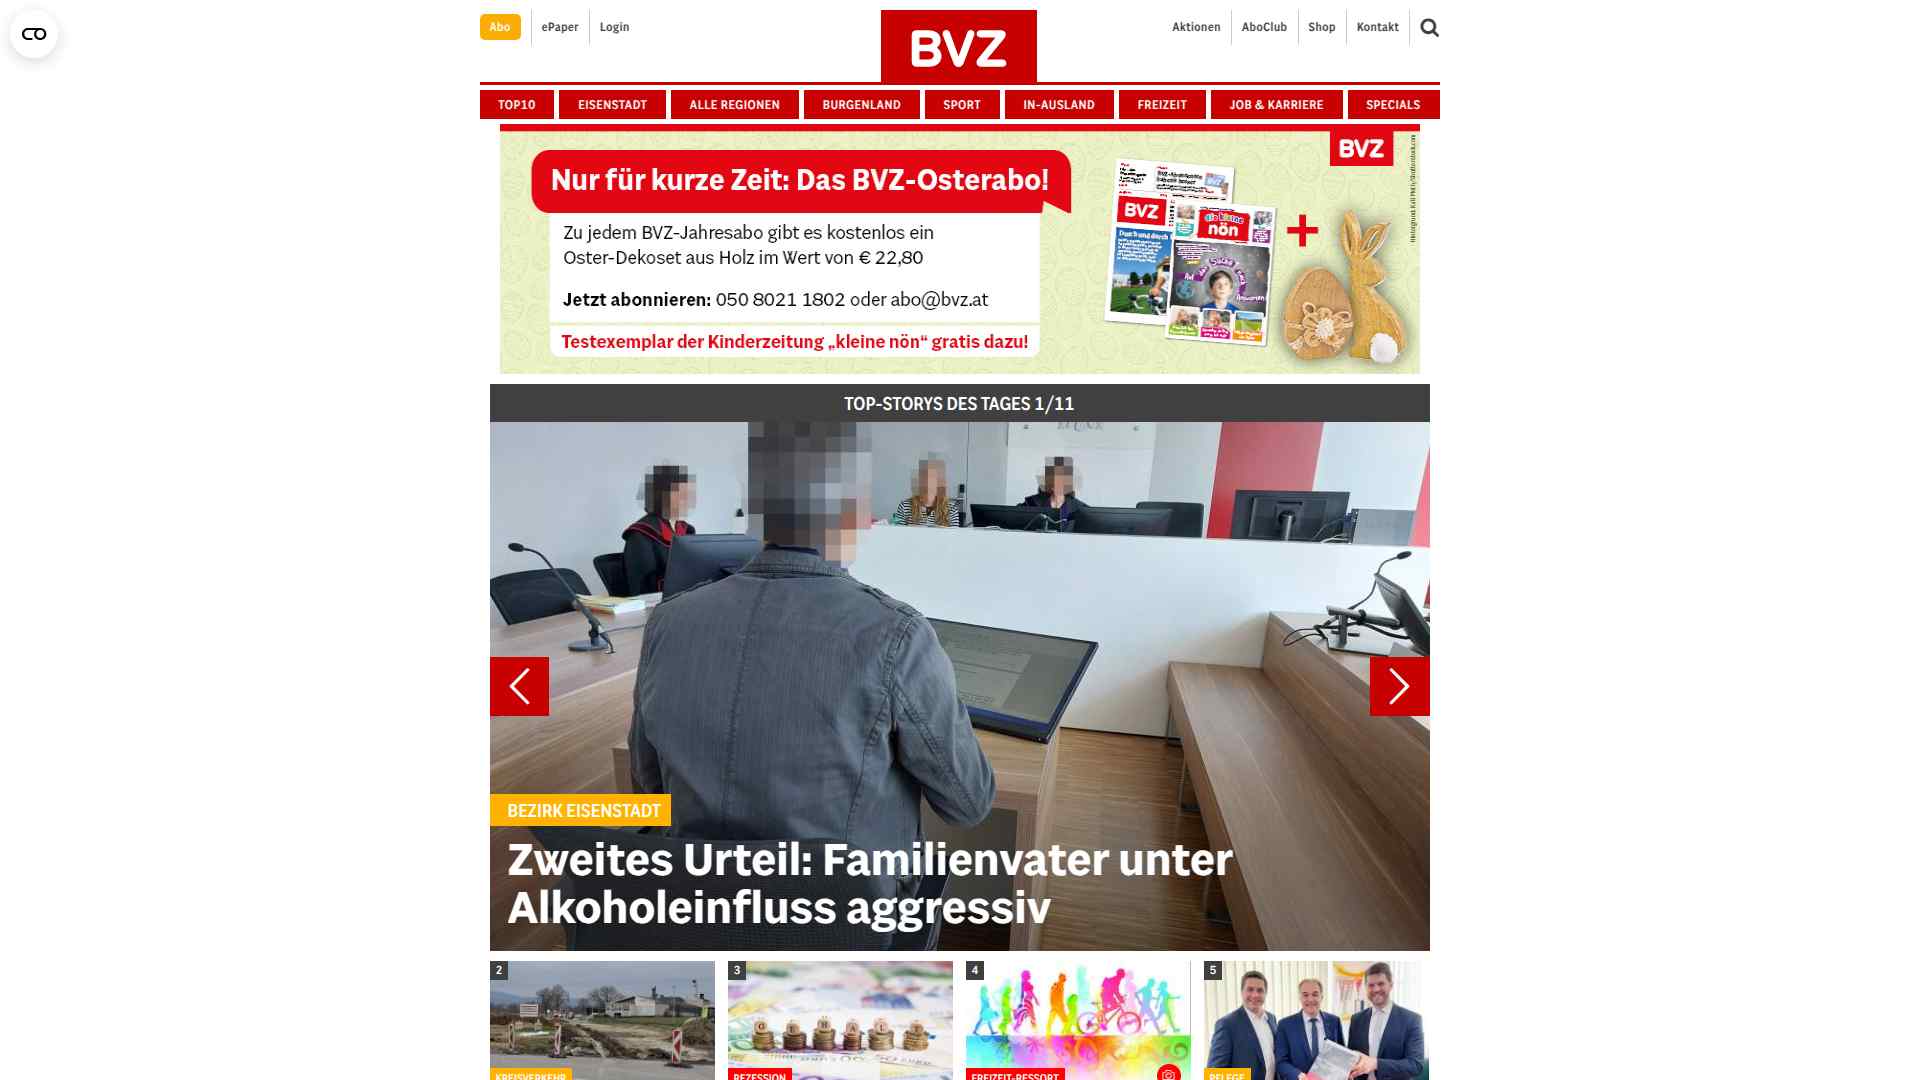 Abo
ePaper
Login
BVZ
Aktionen
AboClub
Shop
Kontakt
TOP10
EISENSTADT
ALLE REGIONEN
BURGENLAND
SPORT
IN-AUSLAND
FREIZEIT
JOB & KARRIERE
SPECIALS
Nur für kurze Zeit: Das BVZ-Osterabo!
Zu jedem BVZ-Jahresabo gibt es kostenlos ein
Oster-Dekoset aus Holz im Wert von € 22,80
Jetzt abonnieren: 050 8021 1802 oder abo@bvz.at
Testexemplar der Kinderzeitung „kleine nön“ gratis dazu!
BVZ
BVZ
die kleine
nön
+
TOP-STORYS DES TAGES 1/11
BEZIRK EISENSTADT
Zweites Urteil: Familienvater unter
Alkoholeinfluss aggressiv
2
3
4
5
KREISVERKEHR
REZESSION
FREIZEIT-RESSORT
PFLEGE